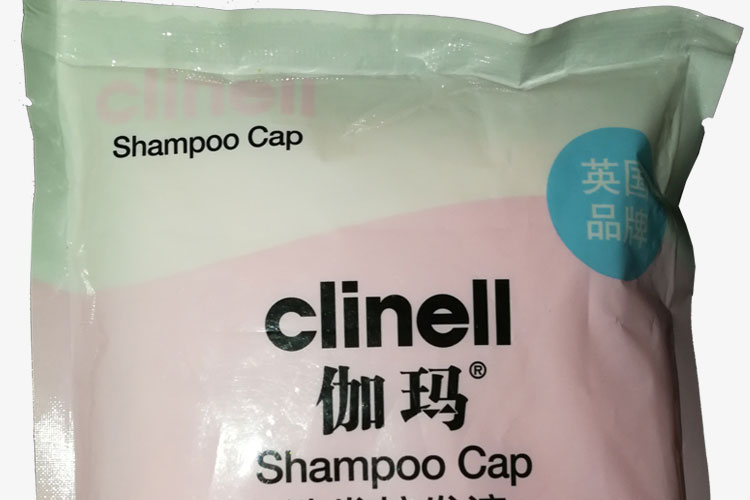 clinell
Shampoo Cap
英国
品牌
clinell
伽玛®
Shampoo Cap